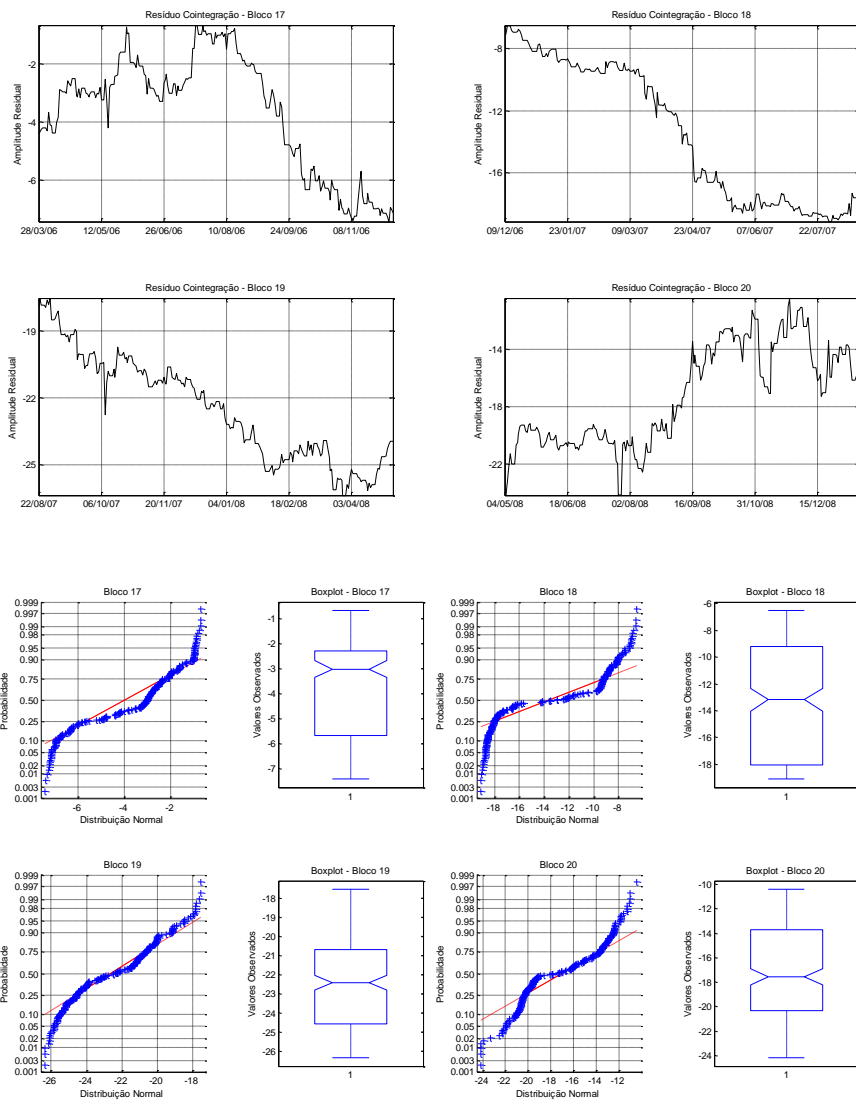 Resíduo Cointegração - Bloco 17
Amplitude Residual
-2
-4
-6
28/03/06 12/05/06 26/06/06 10/08/06 24/09/06 08/11/06
Resíduo Cointegração - Bloco 18
Amplitude Residual
-8
-12
-16
09/12/06 23/01/07 09/03/07 23/04/07 07/06/07 22/07/07
Resíduo Cointegração - Bloco 19
Amplitude Residual
-19
-22
-25
22/08/07 06/10/07 20/11/07 04/01/08 18/02/08 03/04/08
Resíduo Cointegração - Bloco 20
Amplitude Residual
-14
-18
-22
04/05/08 18/06/08 02/08/08 16/09/08 31/10/08 15/12/08
Bloco 17
Probabilidade
0.999
0.997
0.99
0.98
0.95
0.90
0.75
0.50
0.25
0.10
0.05
0.02
0.01
0.003
0.001
-6 -4 -2
Distribuição Normal
Boxplot - Bloco 17
Valores Observados
-1
-2
-3
-4
-5
-6
-7
1
Bloco 18
Probabilidade
0.999
0.997
0.99
0.98
0.95
0.90
0.75
0.50
0.25
0.10
0.05
0.02
0.01
0.003
0.001
-18 -16 -14 -12 -10 -8
Distribuição Normal
Boxplot - Bloco 18
Valores Observados
-6
-8
-10
-12
-14
-16
-18
1
Bloco 19
Probabilidade
0.999
0.997
0.99
0.98
0.95
0.90
0.75
0.50
0.25
0.10
0.05
0.02
0.01
0.003
0.001
-26 -24 -22 -20 -18
Distribuição Normal
Boxplot - Bloco 19
Valores Observados
-18
-19
-20
-21
-22
-23
-24
-25
-26
1
Bloco 20
Probabilidade
0.999
0.997
0.99
0.98
0.95
0.90
0.75
0.50
0.25
0.10
0.05
0.02
0.01
0.003
0.001
-24 -22 -20 -18 -16 -14 -12
Distribuição Normal
Boxplot - Bloco 20
Valores Observados
-10
-12
-14
-16
-18
-20
-22
-24
1